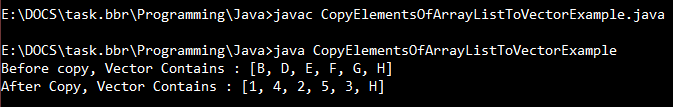 E:\DOCS\task.bbr\Programming\Java>javac CopyElementsOfArrayListToVectorExample.java
E:\DOCS\task.bbr\Programming\Java>java CopyElementsOfArrayListToVectorExample
Before copy, Vector Contains : [B, D, E, F, G, H]
After Copy, Vector Contains : [1, 4, 2, 5, 3, H]